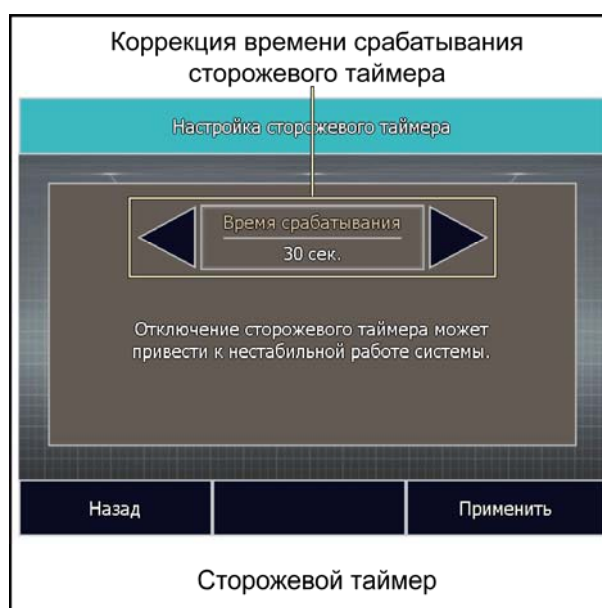 Коррекция времени срабатывания
сторожевого таймера
Настройка сторожевого таймера
Время срабатывания
30 сек.
Отключение сторожевого таймера может
привести к нестабильной работе системы.
Назад
Применить
Сторожевой таймер